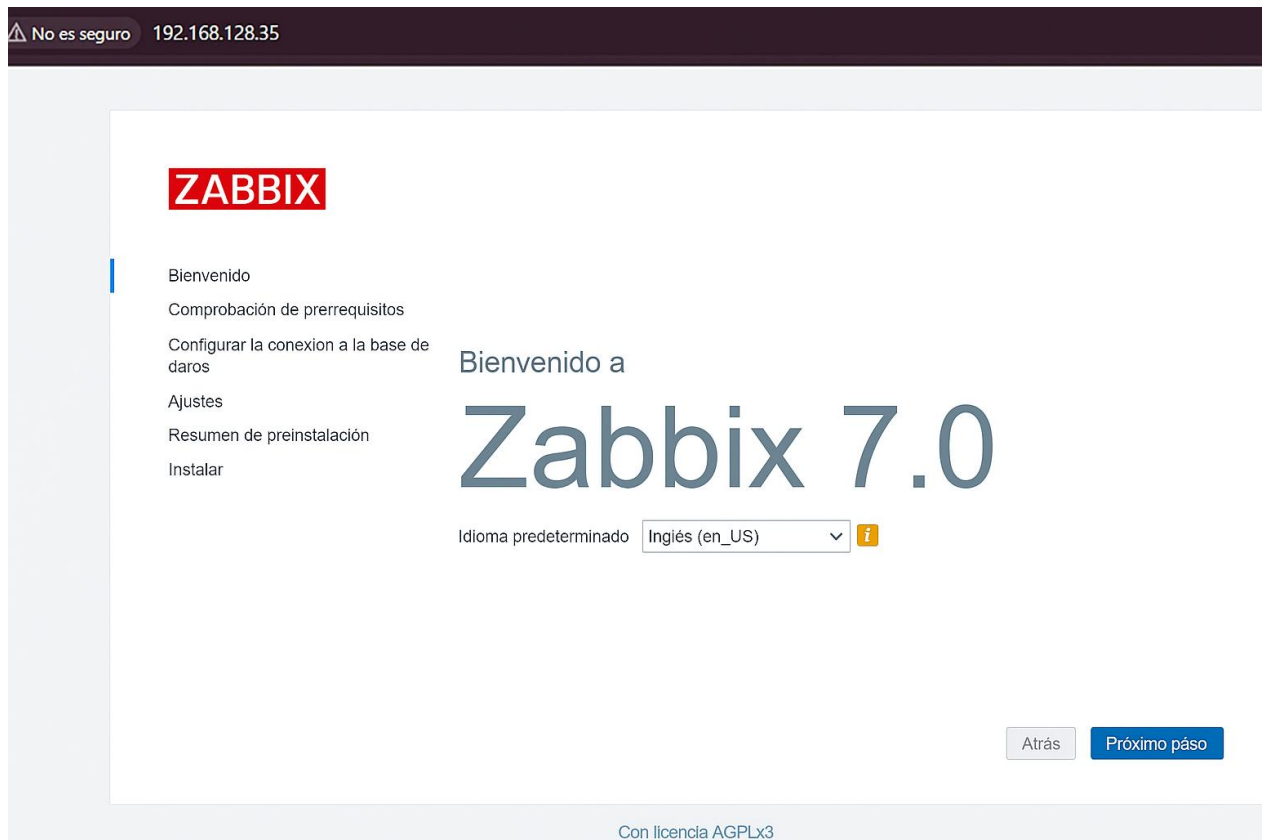 No es seguro 192.168.128.35
ZABBIX
Bienvenido
Comprobación de prerrequisitos
Configurar la conexion a la base de
daros
Ajustes
Resumen de preinstalación
Instalar
Bienvenido a
Zabbix 7.0
Idioma predeterminado Ingiés (en_US) i
Atrás Próximo páso
Con licencia AGPLx3